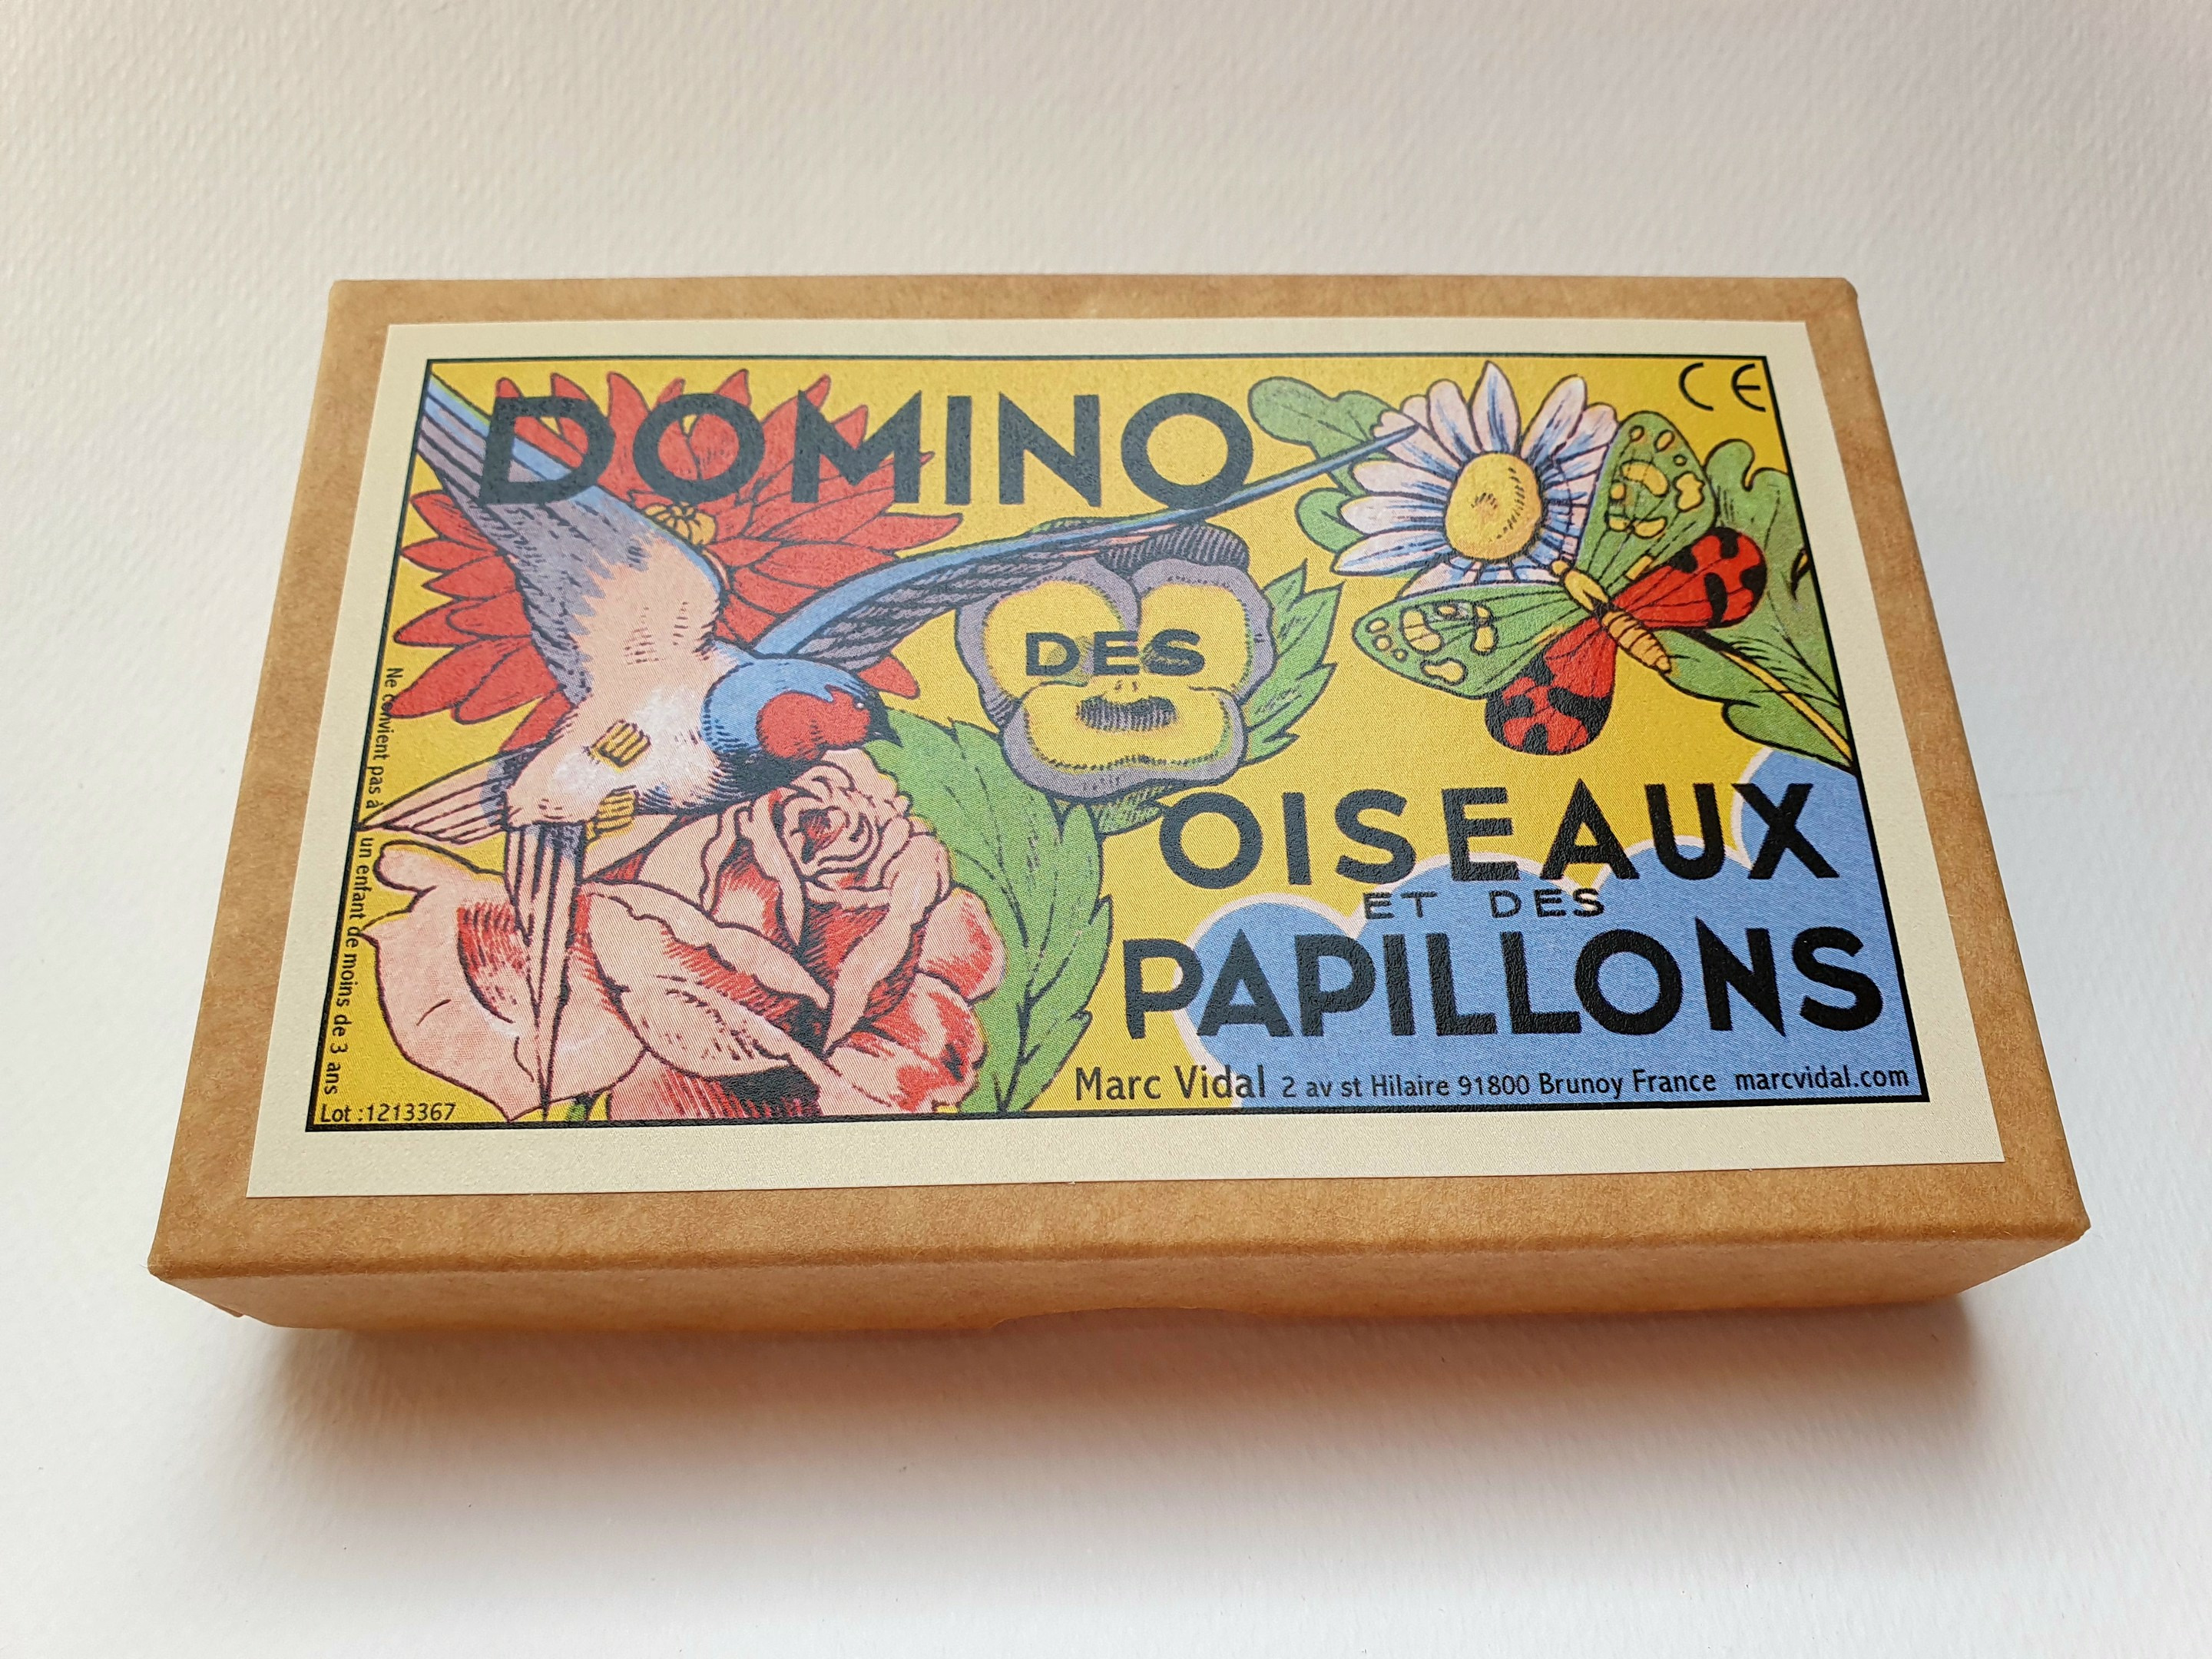 DOMINO
CE
DES
OISEAUX
ET DES
PAPILLONS
Marc Vidal 2 av st Hilaire 91800 Brunoy France marcvidal.com
Ne convient pas à un enfant de moins de 3 ans
Lot :1213367